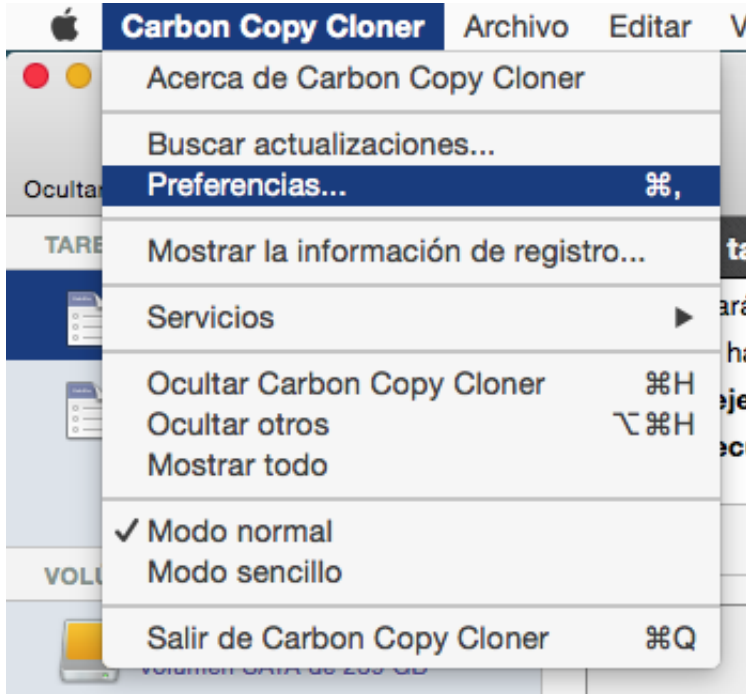 Carbon Copy Cloner Archivo Editar
Acerca de Carbon Copy Cloner
Buscar actualizaciones...
Preferencias... ⌘,
Mostrar la información de registro...
Servicios ▶
Ocultar Carbon Copy Cloner ⌘H
Ocultar otros ⌥⌘H
Mostrar todo
✓ Modo normal
Modo sencillo
Salir de Carbon Copy Cloner ⌘Q